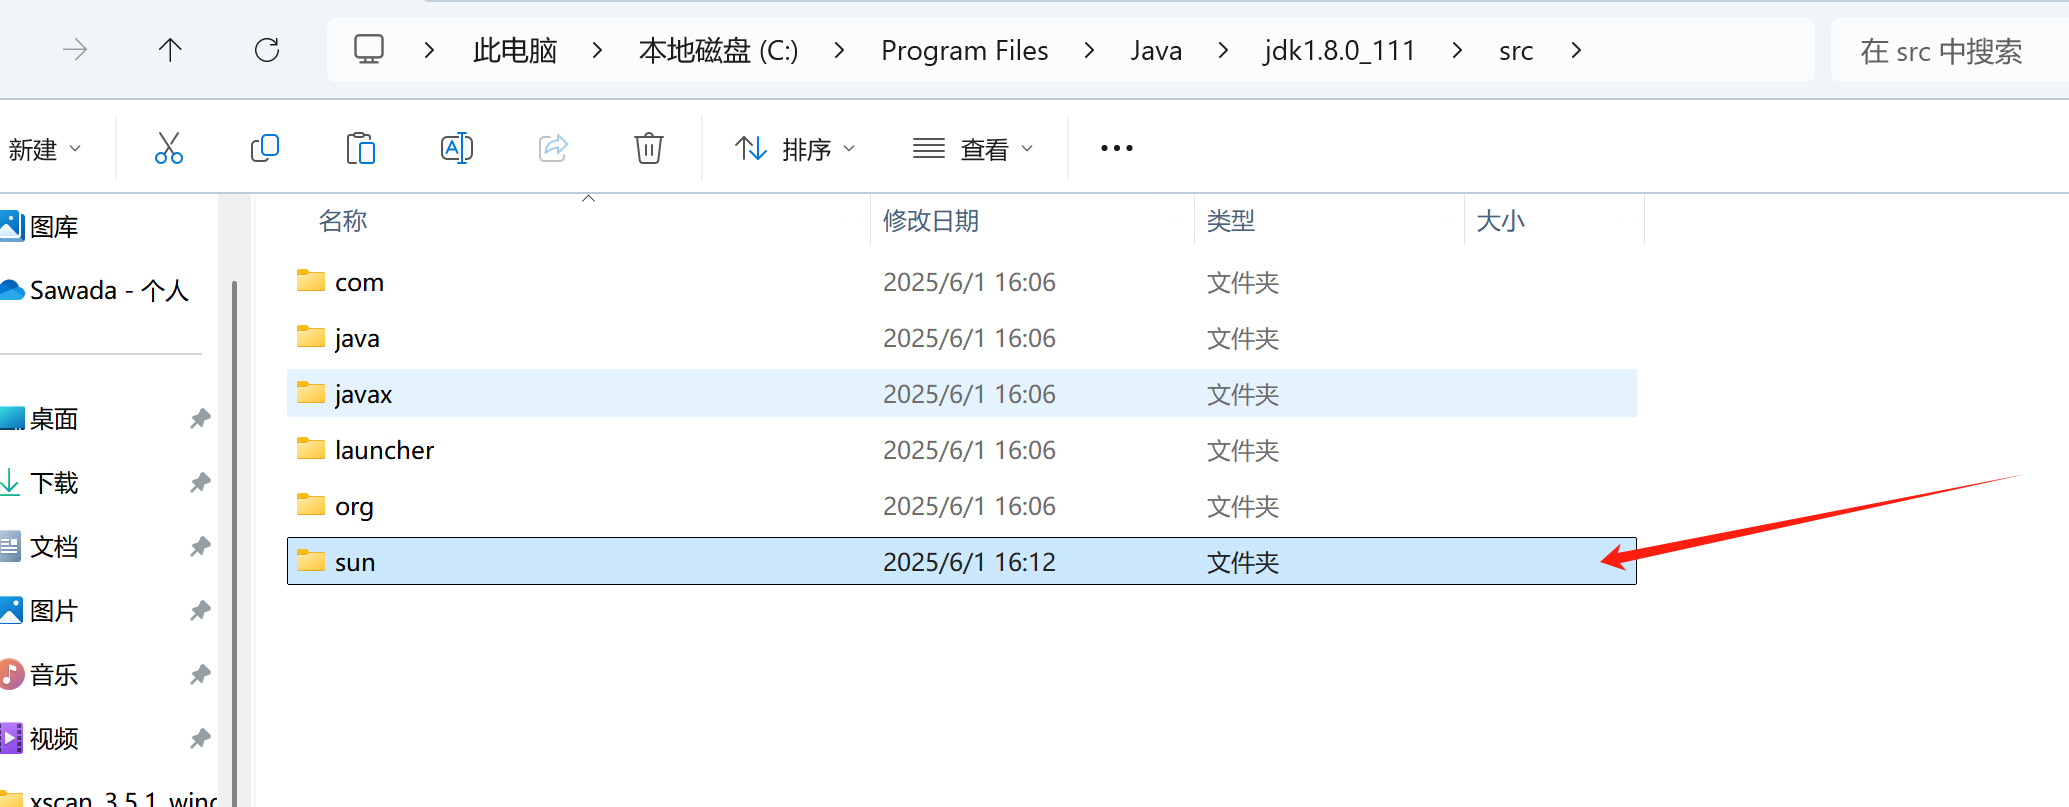 此电脑 本地磁盘 (C:) Program Files Java jdk1.8.0_111 src 在 src 中搜索
新建 排序 查看
名称 修改日期 类型 大小
图库
Sawada - 个人
桌面
下载
文档
图片
音乐
视频
xscan_3.5.1_winc
com 2025/6/1 16:06 文件夹
java 2025/6/1 16:06 文件夹
javax 2025/6/1 16:06 文件夹
launcher 2025/6/1 16:06 文件夹
org 2025/6/1 16:06 文件夹
sun 2025/6/1 16:12 文件夹